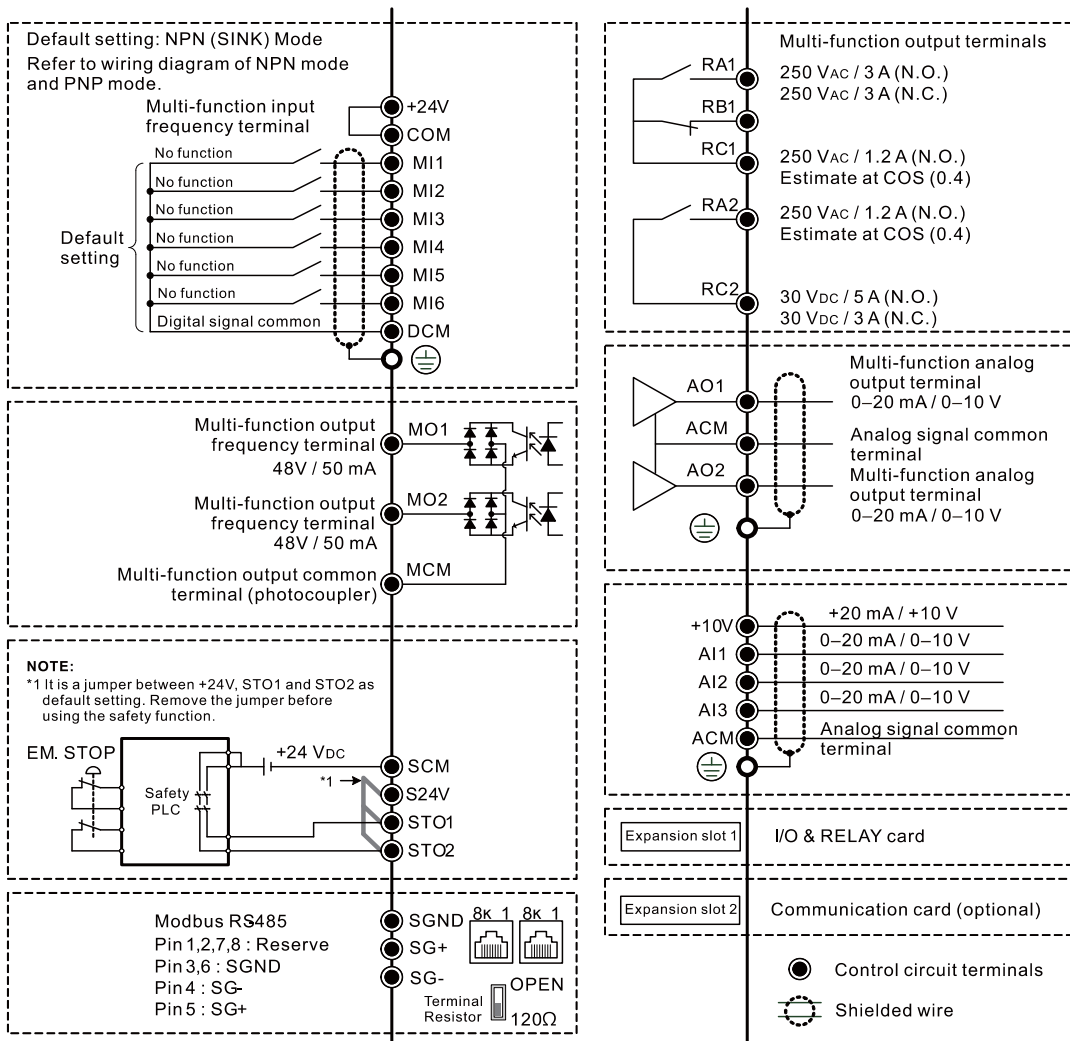 Default setting: NPN (SINK) Mode
Refer to wiring diagram of NPN mode
and PNP mode.
Multi-function input
frequency terminal
+24V
COM
No function
MI1
No function
MI2
No function
MI3
No function
MI4
No function
MI5
No function
MI6
Digital signal common
DCM
Default
setting
Multi-function output
frequency terminal
48V / 50 mA
MO1
Multi-function output
frequency terminal
48V / 50 mA
MO2
Multi-function output common
terminal (photocoupler)
MCM
NOTE:
*1 It is a jumper between +24V, STO1 and STO2 as
default setting. Remove the jumper before
using the safety function.
EM. STOP
Safety
PLC
+24 VDC
*1
SCM
S24V
STO1
STO2
Modbus RS-485
Pin 1,2,7,8 : Reserve
Pin 3,6 : SGND
Pin 4 : SG-
Pin 5 : SG+
SGND
SG+
SG-
8K 1
8K 1
Terminal
Resistor
OPEN
120Ω
Multi-function output terminals
RA1
250 VAC / 3 A (N.O.)
250 VAC / 3 A (N.C.)
RB1
RC1
250 VAC / 1.2 A (N.O.)
Estimate at COS (0.4)
RA2
250 VAC / 1.2 A (N.O.)
Estimate at COS (0.4)
RC2
30 VDC / 5 A (N.O.)
30 VDC / 3 A (N.C.)
AO1
Multi-function analog
output terminal
0–20 mA / 0–10 V
ACM
Analog signal common
terminal
AO2
Multi-function analog
output terminal
0–20 mA / 0–10 V
+10V
+20 mA / +10 V
AI1
0–20 mA / 0–10 V
AI2
0–20 mA / 0–10 V
AI3
0–20 mA / 0–10 V
ACM
Analog signal common
terminal
Expansion slot 1
I/O & RELAY card
Expansion slot 2
Communication card (optional)
Control circuit terminals
Shielded wire